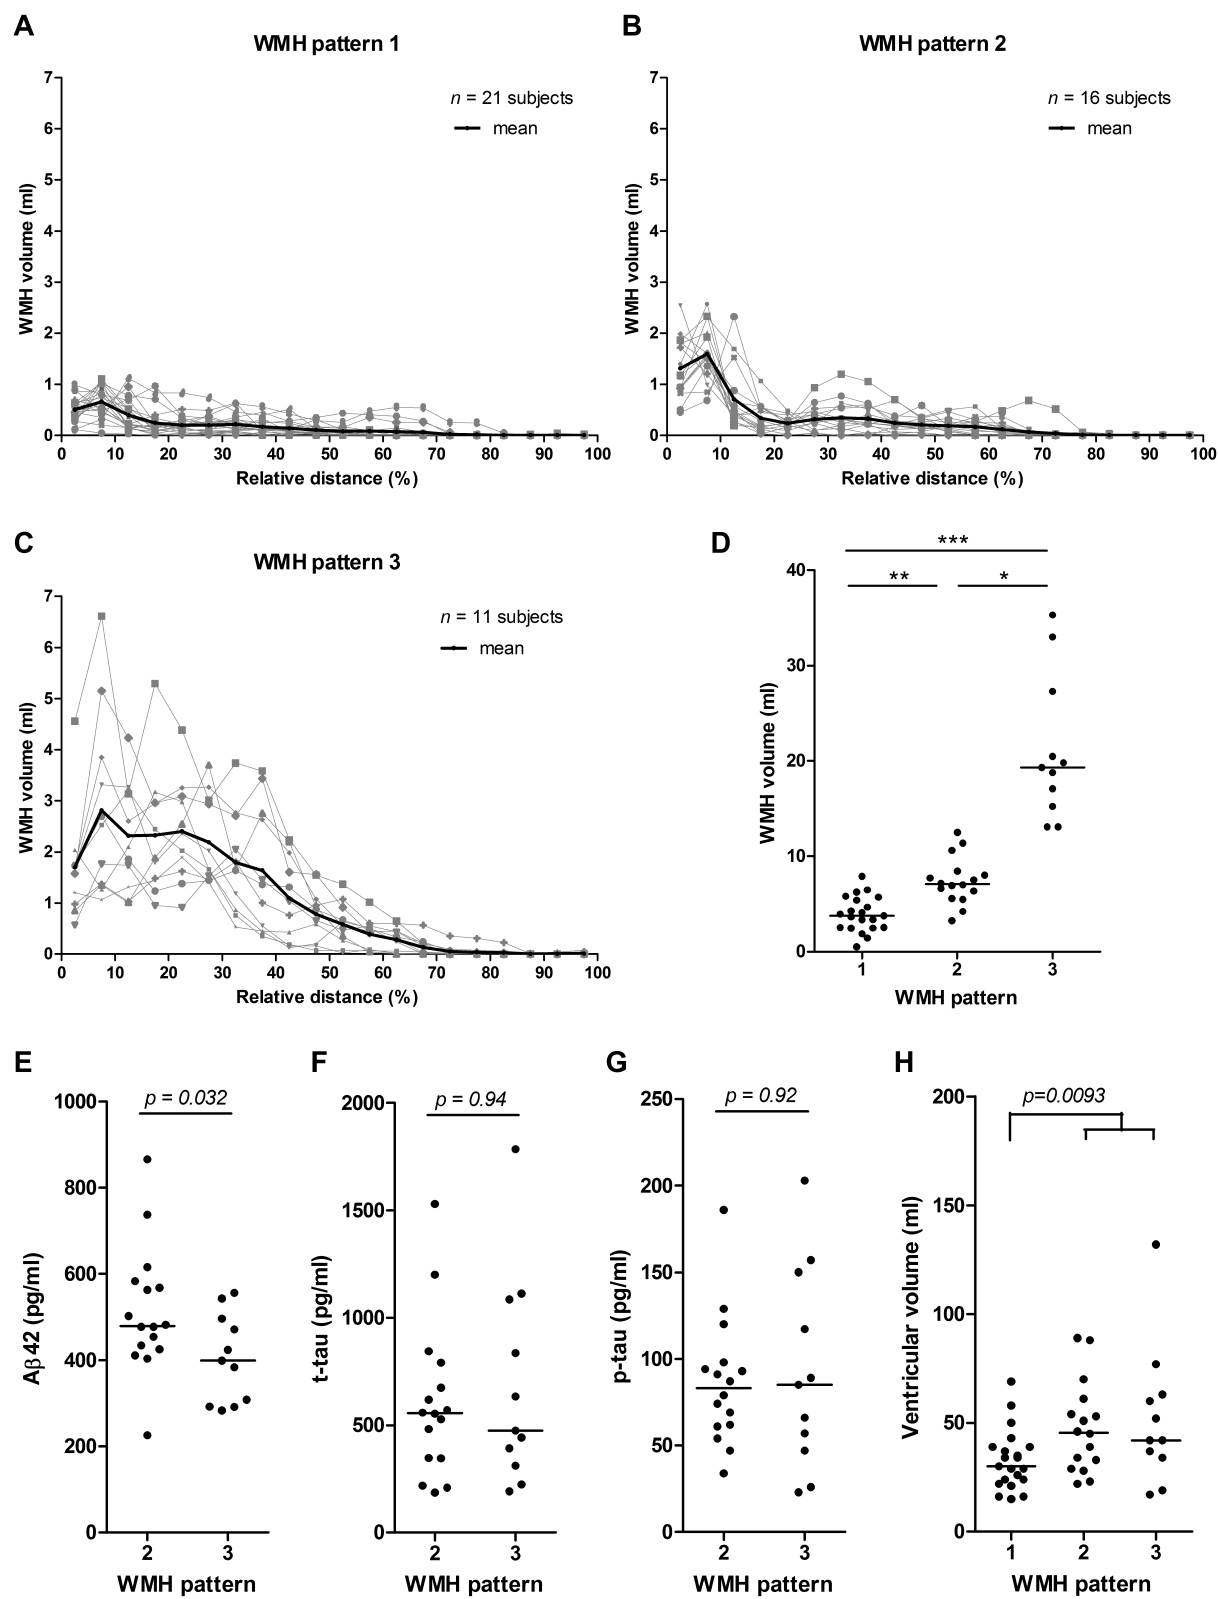 A
WMH pattern 1
7
6
5
4
3
2
1
0
WMH volume (ml)
n = 21 subjects
mean
0 10 20 30 40 50 60 70 80 90 100
Relative distance (%)
B
WMH pattern 2
7
6
5
4
3
2
1
0
WMH volume (ml)
n = 16 subjects
mean
0 10 20 30 40 50 60 70 80 90 100
Relative distance (%)
C
WMH pattern 3
7
6
5
4
3
2
1
0
WMH volume (ml)
n = 11 subjects
mean
0 10 20 30 40 50 60 70 80 90 100
Relative distance (%)
D
***
** *
40
30
20
10
0
WMH volume (ml)
1 2 3
WMH pattern
E
p = 0.032
1000
800
600
400
200
0
Aβ42 (pg/ml)
2 3
WMH pattern
F
p = 0.94
2000
1500
1000
500
0
t-tau (pg/ml)
2 3
WMH pattern
G
p = 0.92
250
200
150
100
50
0
p-tau (pg/ml)
2 3
WMH pattern
H
p=0.0093
200
150
100
50
0
Ventricular volume (ml)
1 2 3
WMH pattern